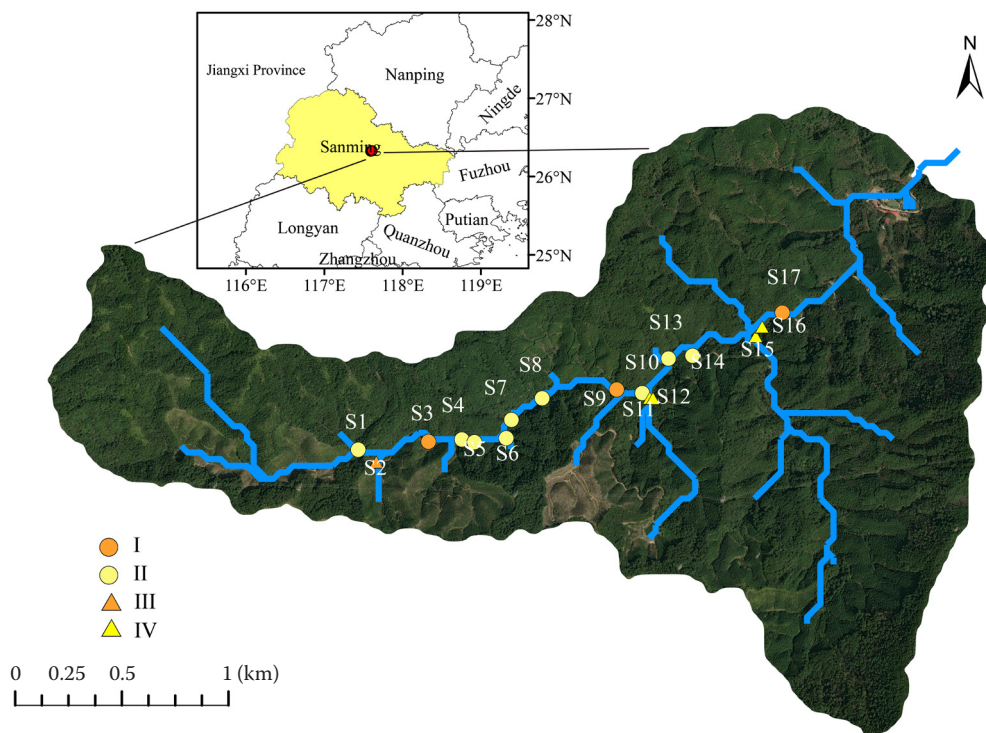 28°N
Jiangxi Province
Nanping
27°N
Ningde
N
Sanming
26°N
Fuzhou
Longyan
Quanzhou
Putian
Zhangzhou
25°N
116°E 117°E 118°E 119°E
S17
S16
S13
S15
S14
S10
S8
S7
S9
S12
S11
S4
S3
S1
S5
S6
S2
I
II
III
IV
0 0.25 0.5 1 (km)